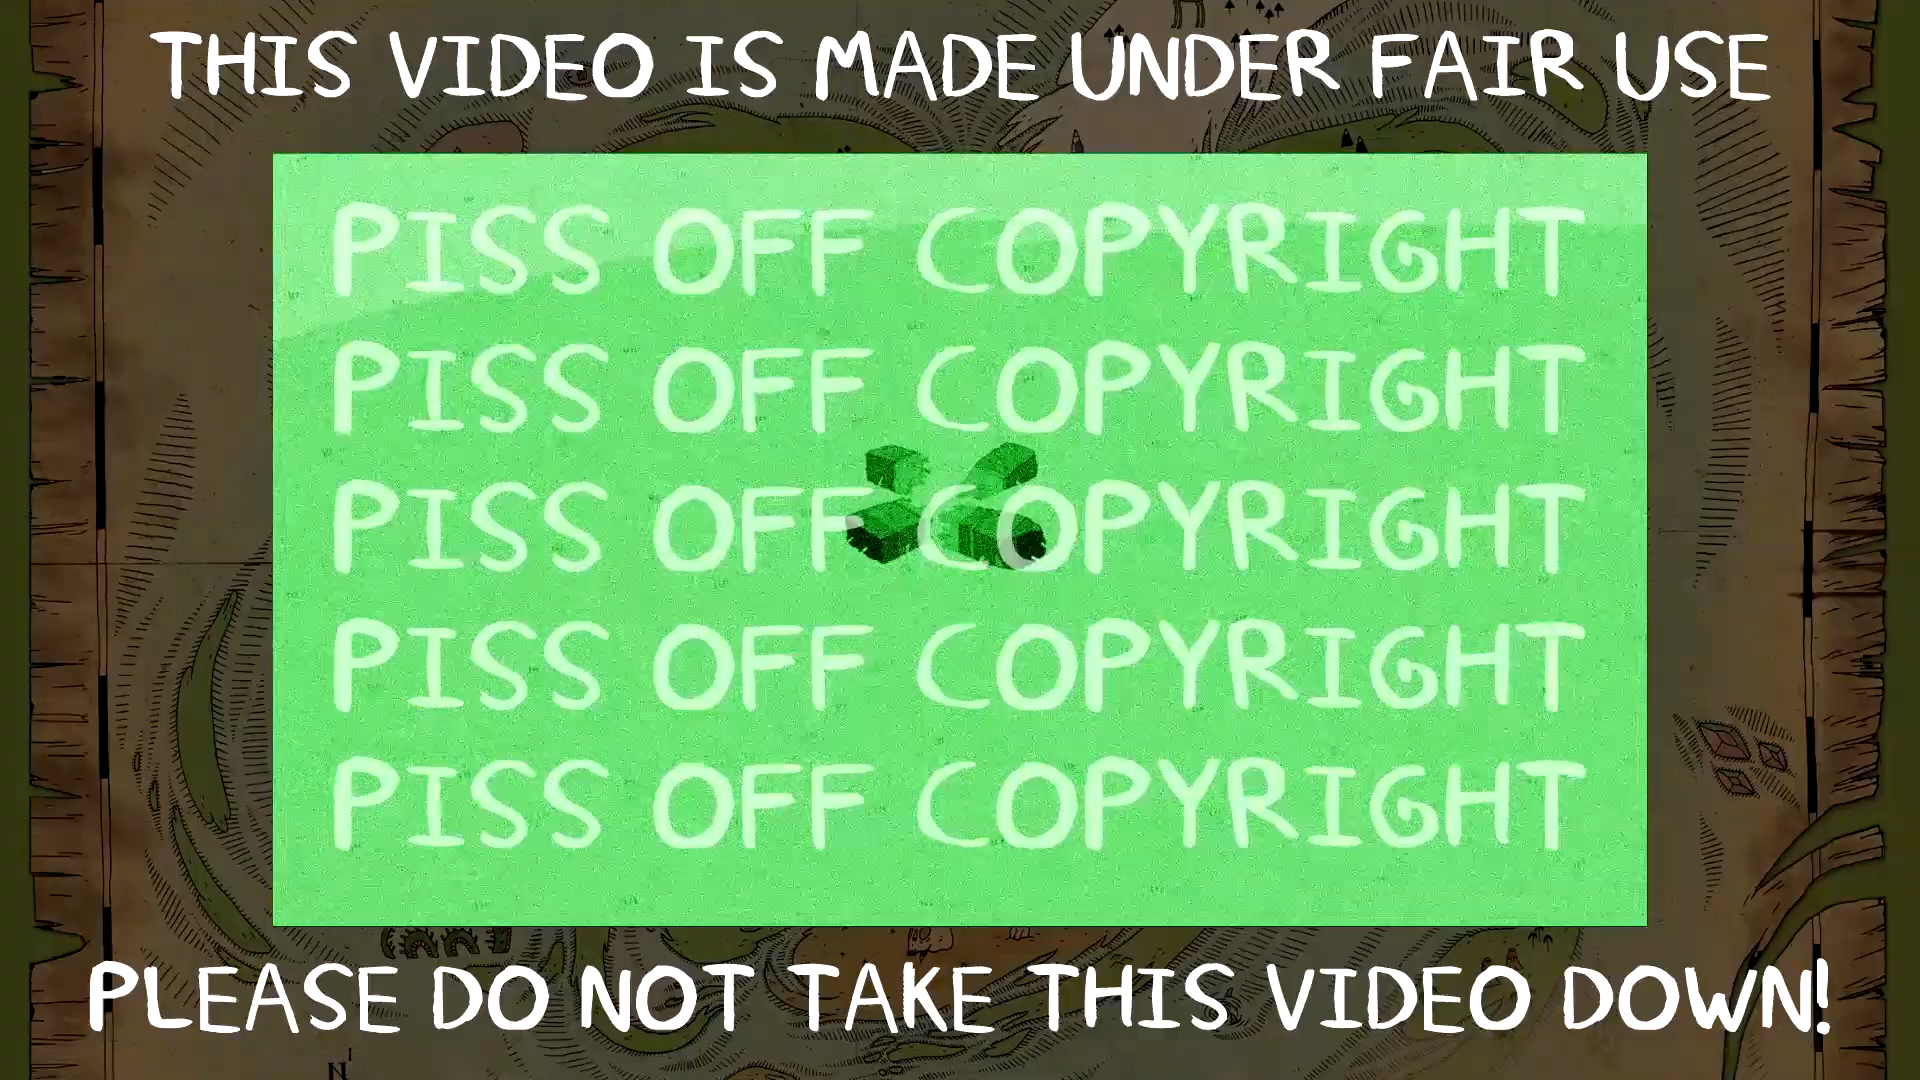 THIS VIDEO IS MADE UNDER FAIR USE
PISS OFF COPYRIGHT
PISS OFF COPYRIGHT
PISS OFF COPYRIGHT
PISS OFF COPYRIGHT
PISS OFF COPYRIGHT
PLEASE DO NOT TAKE THIS VIDEO DOWN!
N